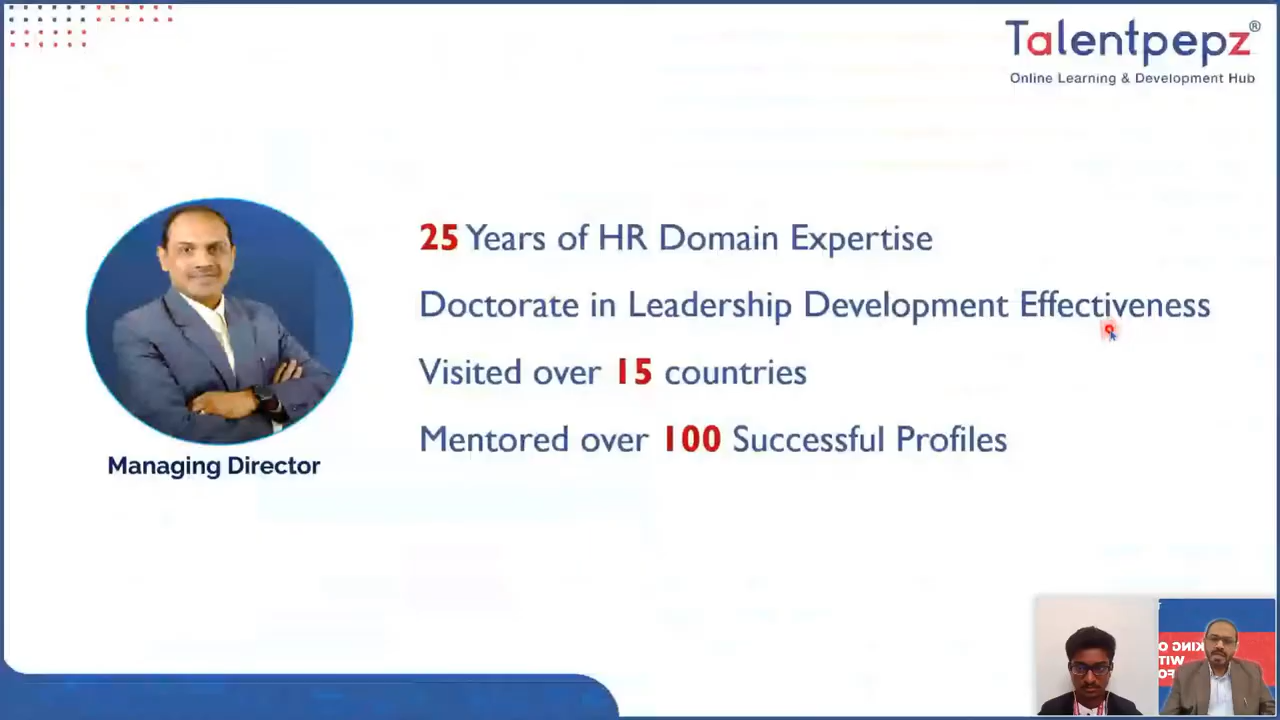 Talentpepz®
Online Learning & Development Hub
25 Years of HR Domain Expertise
Doctorate in Leadership Development Effectiveness
Visited over 15 countries
Mentored over 100 Successful Profiles
Managing Director